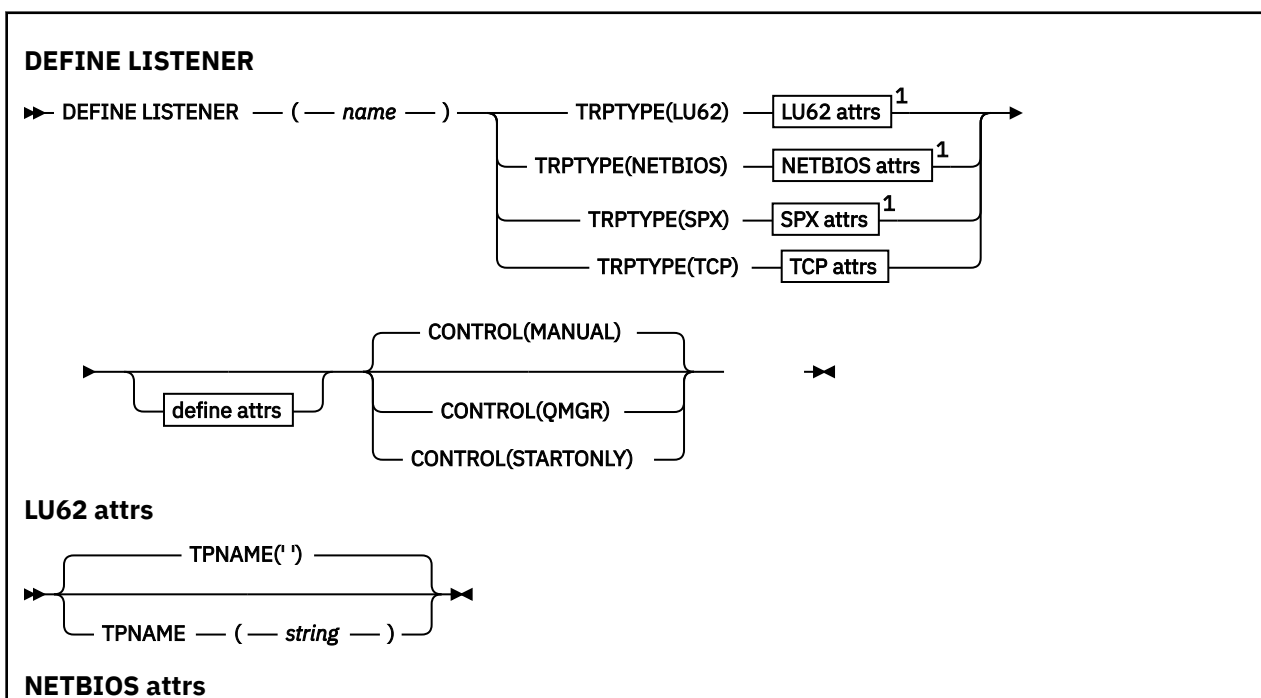 DEFINE LISTENER
DEFINE LISTENER ( name ) TRPTYPE(LU62) LU62 attrs 1
TRPTYPE(NETBIOS) NETBIOS attrs 1
TRPTYPE(SPX) SPX attrs 1
TRPTYPE(TCP) TCP attrs
CONTROL(MANUAL)
define attrs CONTROL(QMGR)
CONTROL(STARTONLY)
LU62 attrs
TPNAME(' ')
TPNAME ( string )
NETBIOS attrs